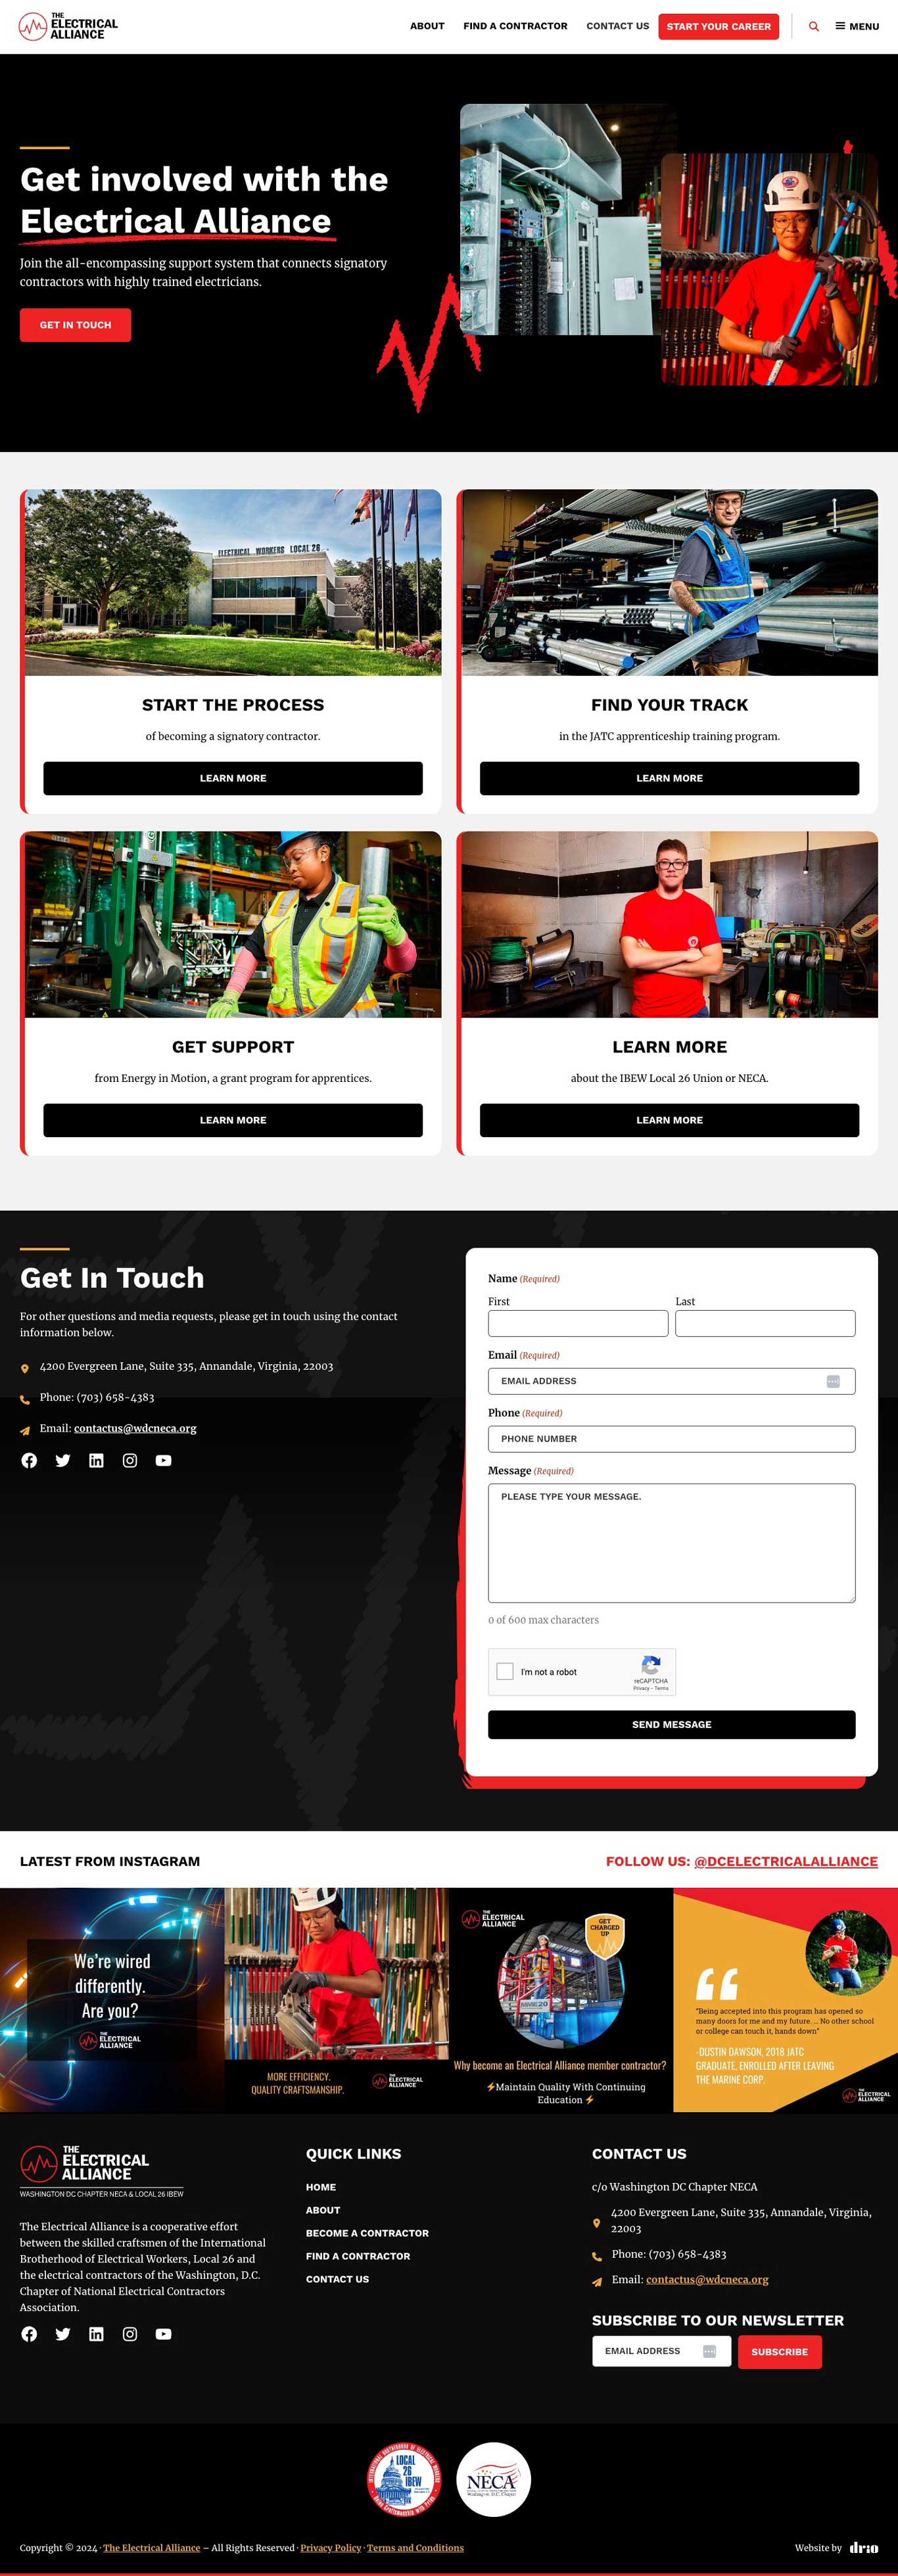 THE
ELECTRICAL
ALLIANCE
ABOUT
FIND A CONTRACTOR
CONTACT US
START YOUR CAREER
MENU
Get involved with the
Electrical Alliance
Join the all-encompassing support system that connects signatory
contractors with highly trained electricians.
GET IN TOUCH
ELECTRICAL WORKERS LOCAL 26
START THE PROCESS
of becoming a signatory contractor.
LEARN MORE
FIND YOUR TRACK
in the JATC apprenticeship training program.
LEARN MORE
GET SUPPORT
from Energy in Motion, a grant program for apprentices.
LEARN MORE
LEARN MORE
about the IBEW Local 26 Union or NECA.
LEARN MORE
Get In Touch
For other questions and media requests, please get in touch using the contact
information below.
4200 Evergreen Lane, Suite 335, Annandale, Virginia, 22003
Phone: (703) 658-4383
Email: contactus@wdcneca.org
Name (Required)
First
Last
Email (Required)
EMAIL ADDRESS
Phone (Required)
PHONE NUMBER
Message (Required)
PLEASE TYPE YOUR MESSAGE.
0 of 600 max characters
I'm not a robot
reCAPTCHA
Privacy - Terms
SEND MESSAGE
LATEST FROM INSTAGRAM
FOLLOW US: @DCELECTRICALALLIANCE
We're wired
differently.
Are you?
THE
ELECTRICAL
ALLIANCE
MORE EFFICIENCY.
QUALITY CRAFTSMANSHIP.
THE
ELECTRICAL
ALLIANCE
THE
ELECTRICAL
ALLIANCE
GET
CHARGED
UP
Why become an Electrical Alliance member contractor?
⚡Maintain Quality With Continuing
Education ⚡
"Being accepted into this program has opened so
many doors for me and my future. ... No other school
or college can touch it, hands down"
-DUSTIN DAWSON, 2018 JATC
GRADUATE, ENROLLED AFTER LEAVING
THE MARINE CORP.
THE
ELECTRICAL
ALLIANCE
THE
ELECTRICAL
ALLIANCE
WASHINGTON DC CHAPTER NECA & LOCAL 26 IBEW
The Electrical Alliance is a cooperative effort
between the skilled craftsmen of the International
Brotherhood of Electrical Workers, Local 26 and
the electrical contractors of the Washington, D.C.
Chapter of National Electrical Contractors
Association.
QUICK LINKS
HOME
ABOUT
BECOME A CONTRACTOR
FIND A CONTRACTOR
CONTACT US
CONTACT US
c/o Washington DC Chapter NECA
4200 Evergreen Lane, Suite 335, Annandale, Virginia,
22003
Phone: (703) 658-4383
Email: contactus@wdcneca.org
SUBSCRIBE TO OUR NEWSLETTER
EMAIL ADDRESS
SUBSCRIBE
LOCAL
26
IBEW
NECA
Washington, D.C. Chapter
Copyright © 2024 · The Electrical Alliance – All Rights Reserved · Privacy Policy · Terms and Conditions
Website by drio